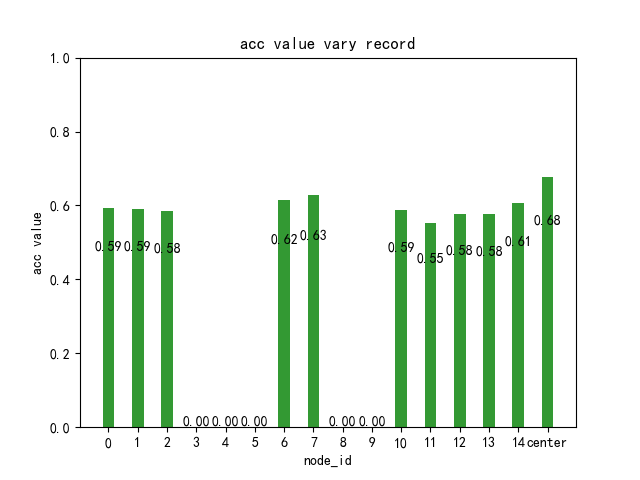 acc value vary record
acc value
1.0
0.8
0.6
0.4
0.2
0.0
0.59 0.59 0.58 0.00 0.00 0.00 0.62 0.63 0.00 0.00 0.59 0.55 0.58 0.58 0.61 0.68
0 1 2 3 4 5 6 7 8 9 10 11 12 13 14 center
node_id